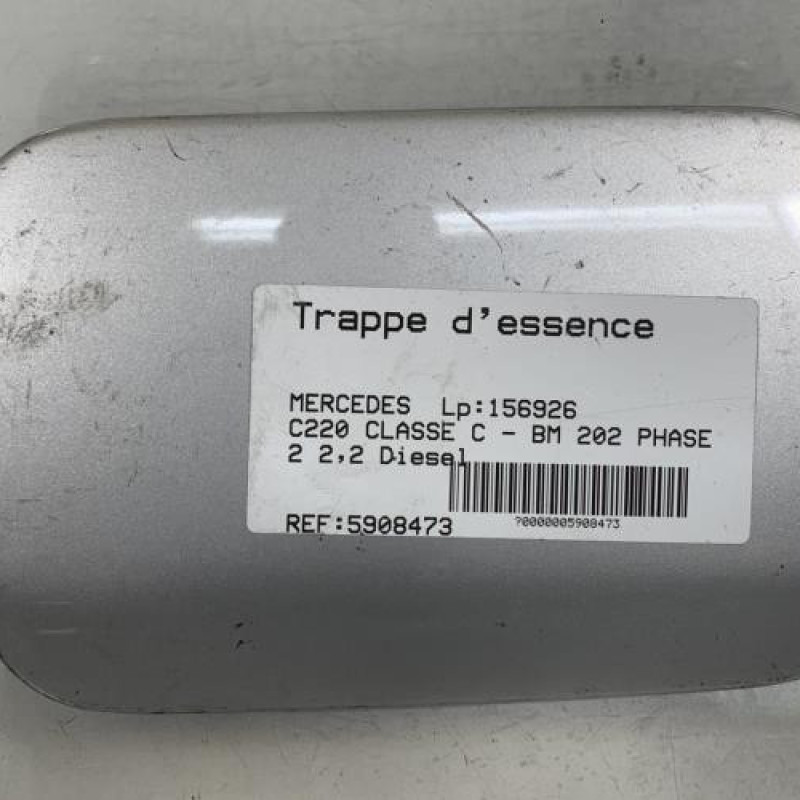 Trappe d'essence
MERCEDES Lp:156926
C220 CLASSE C - BM 202 PHASE
2 2,2 Diesel
REF:5908473
?0000005908473